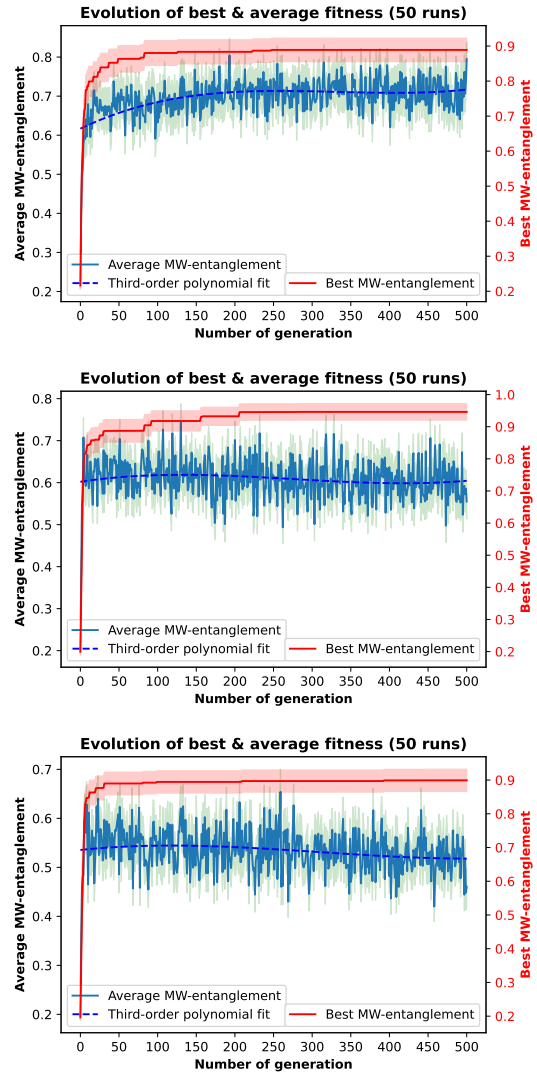 Evolution of best & average fitness (50 runs)
0.8
0.7
0.6
0.5
0.4
0.3
0.2
Average MW-entanglement
0.9
0.8
0.7
0.6
0.5
0.4
0.3
0.2
Best MW-entanglement
Average MW-entanglement
Third-order polynomial fit
Best MW-entanglement
0 50 100 150 200 250 300 350 400 450 500
Number of generation
Evolution of best & average fitness (50 runs)
0.8
0.7
0.6
0.5
0.4
0.3
0.2
Average MW-entanglement
1.0
0.9
0.8
0.7
0.6
0.5
0.4
0.3
0.2
Best MW-entanglement
Average MW-entanglement
Third-order polynomial fit
Best MW-entanglement
0 50 100 150 200 250 300 350 400 450 500
Number of generation
Evolution of best & average fitness (50 runs)
0.7
0.6
0.5
0.4
0.3
0.2
Average MW-entanglement
0.9
0.8
0.7
0.6
0.5
0.4
0.3
0.2
Best MW-entanglement
Average MW-entanglement
Third-order polynomial fit
Best MW-entanglement
0 50 100 150 200 250 300 350 400 450 500
Number of generation